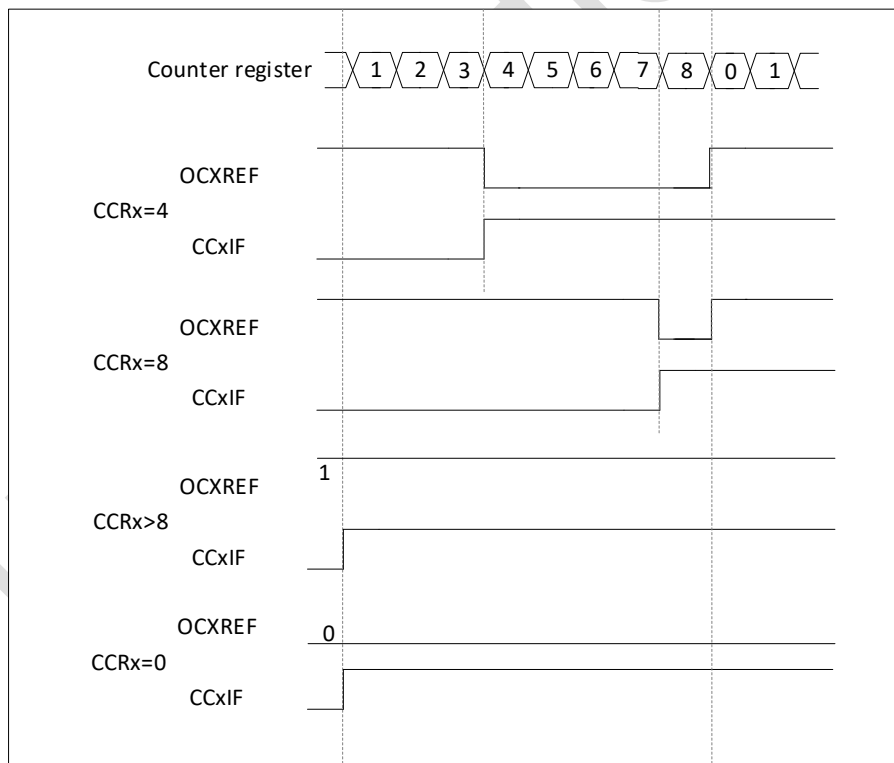 Counter register 1 2 3 4 5 6 7 8 0 1
OCXREF
CCRx=4
CCxIF
OCXREF
CCRx=8
CCxIF
1
OCXREF
CCRx>8
CCxIF
OCXREF 0
CCRx=0
CCxIF